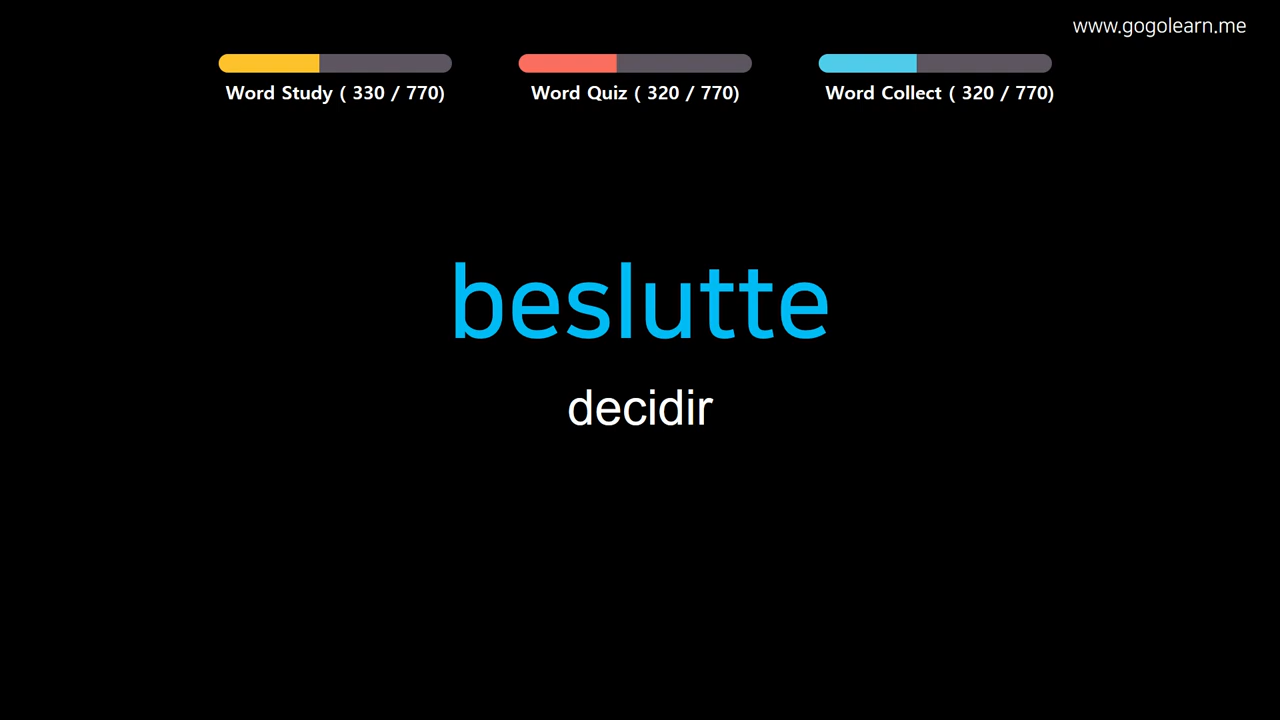 www.gogolearn.me
Word Study ( 330 / 770)
Word Quiz ( 320 / 770)
Word Collect ( 320 / 770)
beslutte
decidir